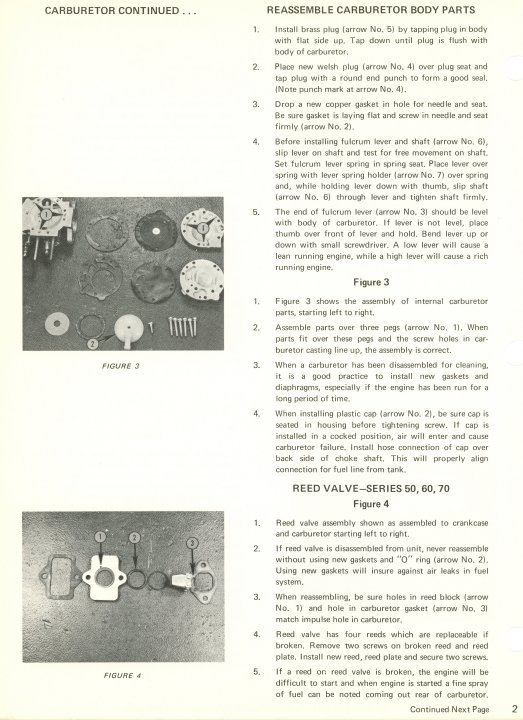 CARBURETOR CONTINUED . . .
REASSEMBLE CARBURETOR BODY PARTS
1. Install brass plug (arrow No. 5) by tapping plug in body
with flat side up. Tap down until plug is flush with
body of carburetor.
2. Place new welsh plug (arrow No. 4) over plug seat and
tap plug with a round end punch to form a good seal.
(Note punch mark at arrow No. 4).
3. Drop a new copper gasket in hole for needle and seat.
Be sure gasket is laying flat and screw in needle and seat
firmly (arrow No. 2).
4. Before installing fulcrum lever and shaft (arrow No. 6),
slip lever on shaft and test for free movement on shaft.
Set fulcrum lever spring in spring seat. Place lever over
spring with lever spring holder (arrow No. 7) over spring
and, while holding lever down with thumb, slip shaft
(arrow No. 6) through lever and tighten shaft firmly.
5. The end of fulcrum lever (arrow No. 3) should be level
with body of carburetor. If lever is not level, place
thumb over front of lever and hold. Bend lever up or
down with small screwdriver. A low lever will cause a
lean running engine, while a high lever will cause a rich
running engine.
Figure 3
1. Figure 3 shows the assembly of internal carburetor
parts, starting left to right.
2. Assemble parts over three pegs (arrow No. 1). When
parts fit over these pegs and the screw holes in car-
buretor casting line up, the assembly is correct.
3. When a carburetor has been disassembled for cleaning,
it is a good practice to install new gaskets and
diaphragms, especially if the engine has been run for a
long period of time.
4. When installing plastic cap (arrow No. 2), be sure cap is
seated in housing before tightening screw. If cap is
installed in a cocked position, air will enter and cause
carburetor failure. Install hose connection of cap over
back side of choke shaft. This will properly align
connection for fuel line from tank.
1
1
2
FIGURE 3
REED VALVE—SERIES 50, 60, 70
Figure 4
1. Reed valve assembly shown as assembled to crankcase
and carburetor starting left to right.
2. If reed valve is disassembled from unit, never reassemble
without using new gaskets and "O" ring (arrow No. 2).
Using new gaskets will insure against air leaks in fuel
system.
3. When reassembling, be sure holes in reed block (arrow
No. 1) and hole in carburetor gasket (arrow No. 3)
match impulse hole in carburetor.
4. Reed valve has four reeds which are replaceable if
broken. Remove two screws on broken reed and reed
plate. Install new reed, reed plate and secure two screws.
5. If a reed on reed valve is broken, the engine will be
difficult to start and when engine is started a fine spray
of fuel can be noted coming out rear of carburetor.
1
2
3
FIGURE 4
Continued Next Page 2